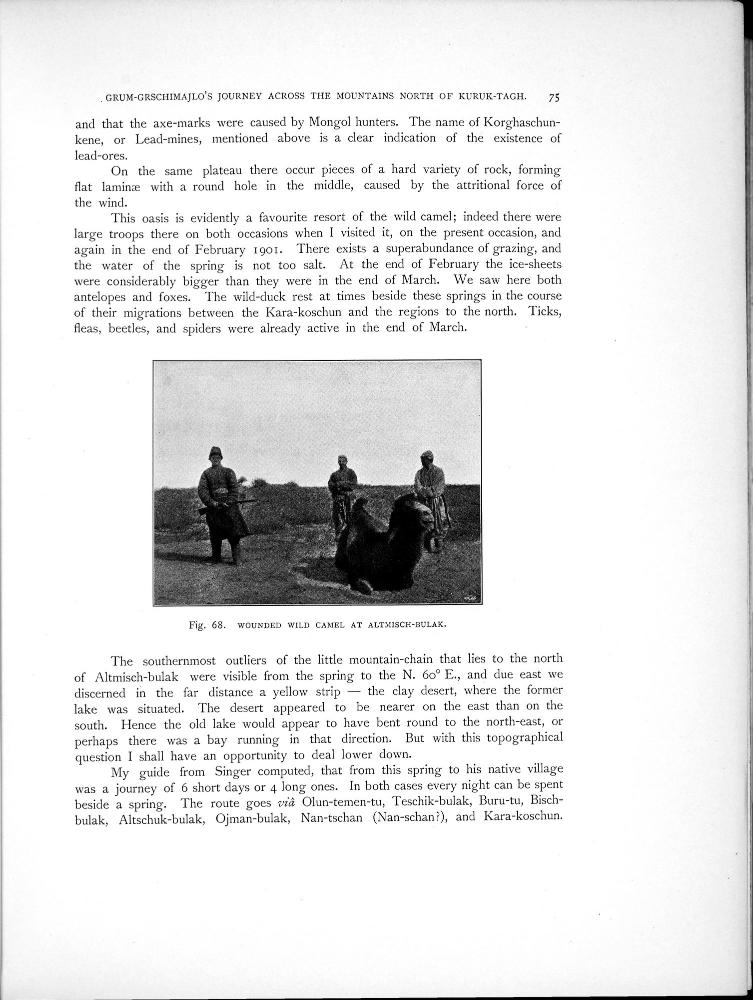 GRUM-GRSCHIMAJLO'S JOURNEY ACROSS THE MOUNTAINS NORTH OF KURUK-TAGH. 75
and that the axe-marks were caused by Mongol hunters. The name of Korghaschun-
kene, or Lead-mines, mentioned above is a clear indication of the existence of
lead-ores.
On the same plateau there occur pieces of a hard variety of rock, forming
flat laminæ with a round hole in the middle, caused by the attritional force of
the wind.
This oasis is evidently a favourite resort of the wild camel; indeed there were
large troops there on both occasions when I visited it, on the present occasion, and
again in the end of February 1901. There exists a superabundance of grazing, and
the water of the spring is not too salt. At the end of February the ice-sheets
were considerably bigger than they were in the end of March. We saw here both
antelopes and foxes. The wild-duck rest at times beside these springs in the course
of their migrations between the Kara-koschun and the regions to the north. Ticks,
fleas, beetles, and spiders were already active in the end of March.
Fig. 68. WOUNDED WILD CAMEL AT ALTMISCH-BULAK.
The southernmost outliers of the little mountain-chain that lies to the north
of Altmisch-bulak were visible from the spring to the N. 60° E., and due east we
discerned in the far distance a yellow strip — the clay desert, where the former
lake was situated. The desert appeared to be nearer on the east than on the
south. Hence the old lake would appear to have bent round to the north-east, or
perhaps there was a bay running in that direction. But with this topographical
question I shall have an opportunity to deal lower down.
My guide from Singer computed, that from this spring to his native village
was a journey of 6 short days or 4 long ones. In both cases every night can be spent
beside a spring. The route goes viâ Olun-temen-tu, Teschik-bulak, Buru-tu, Bisch-
bulak, Altschuk-bulak, Ojman-bulak, Nan-tschan (Nan-schan?), and Kara-koschun.